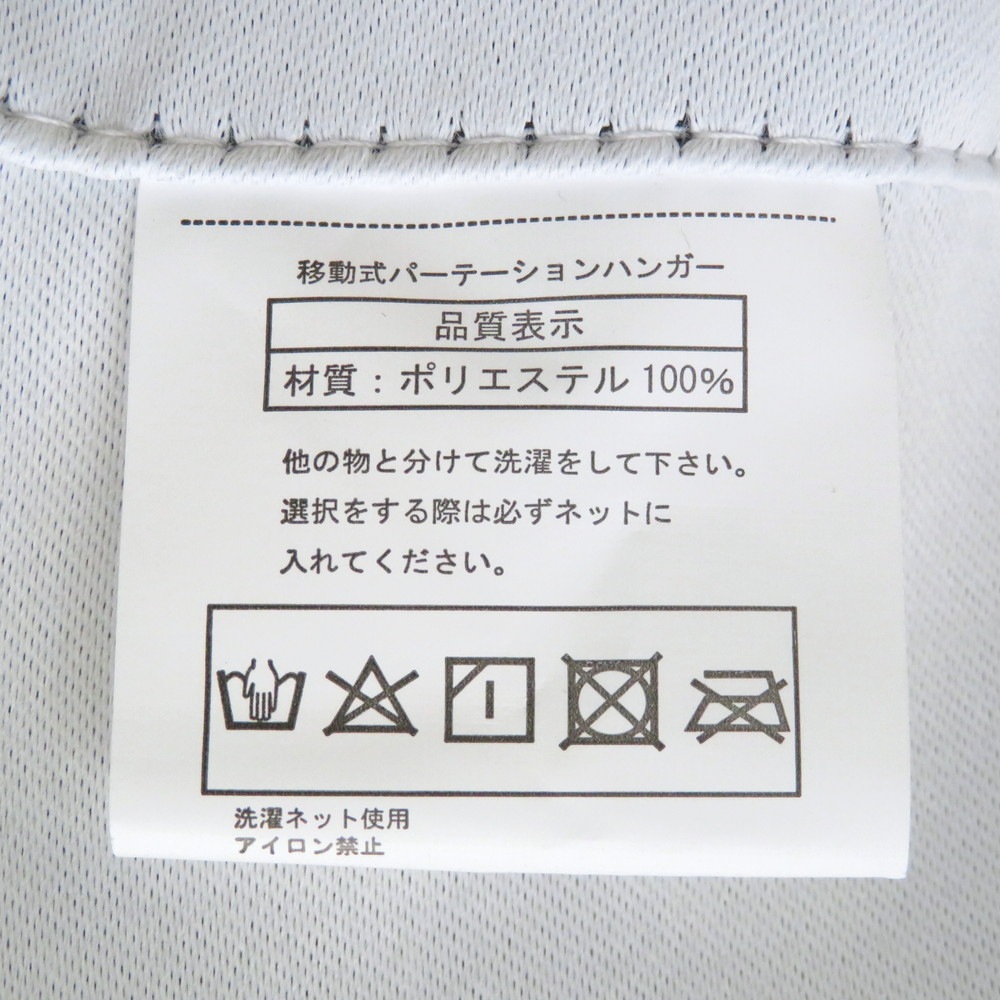 移動式パーテーションハンガー
品質表示
材質：ポリエステル100%
他の物と分けて洗濯をして下さい。
選択をする際は必ずネットに
入れてください。
洗濯ネット使用
アイロン禁止